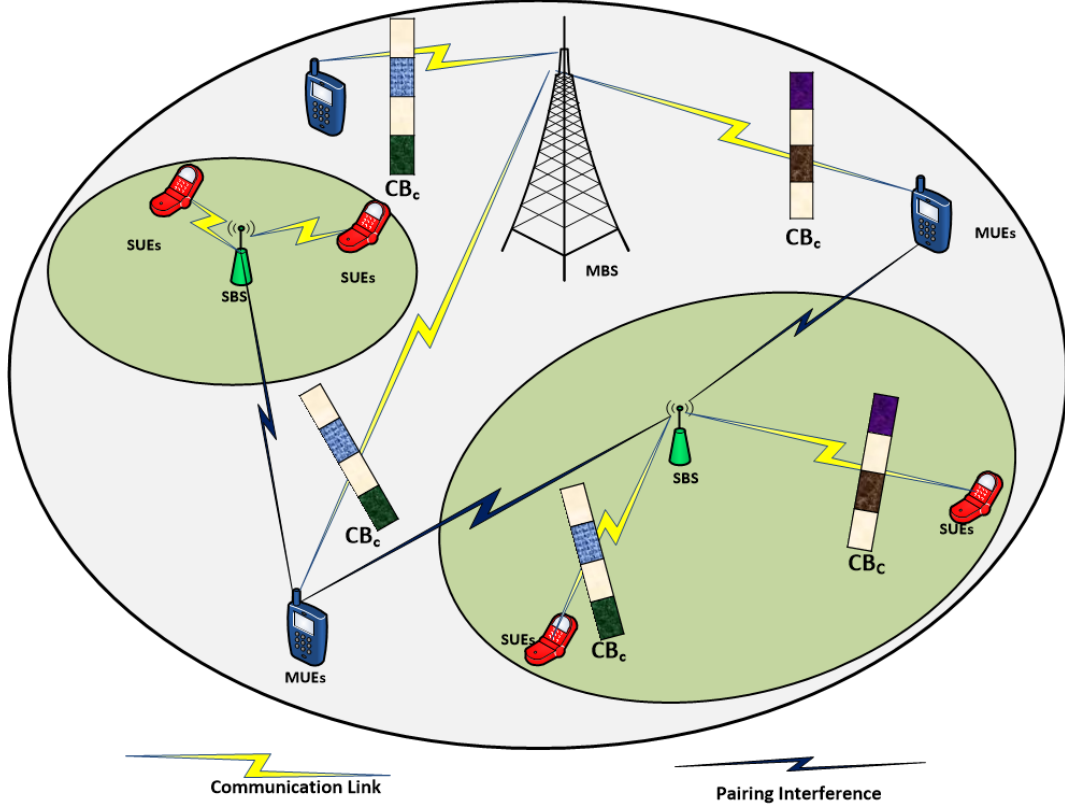 CBc
CBc
SUEs
MUEs
SUEs
MBS
SBS
SBS
CBc
SUEs
CBc
SUEs
CBc
MUEs
Communication Link
Pairing Interference